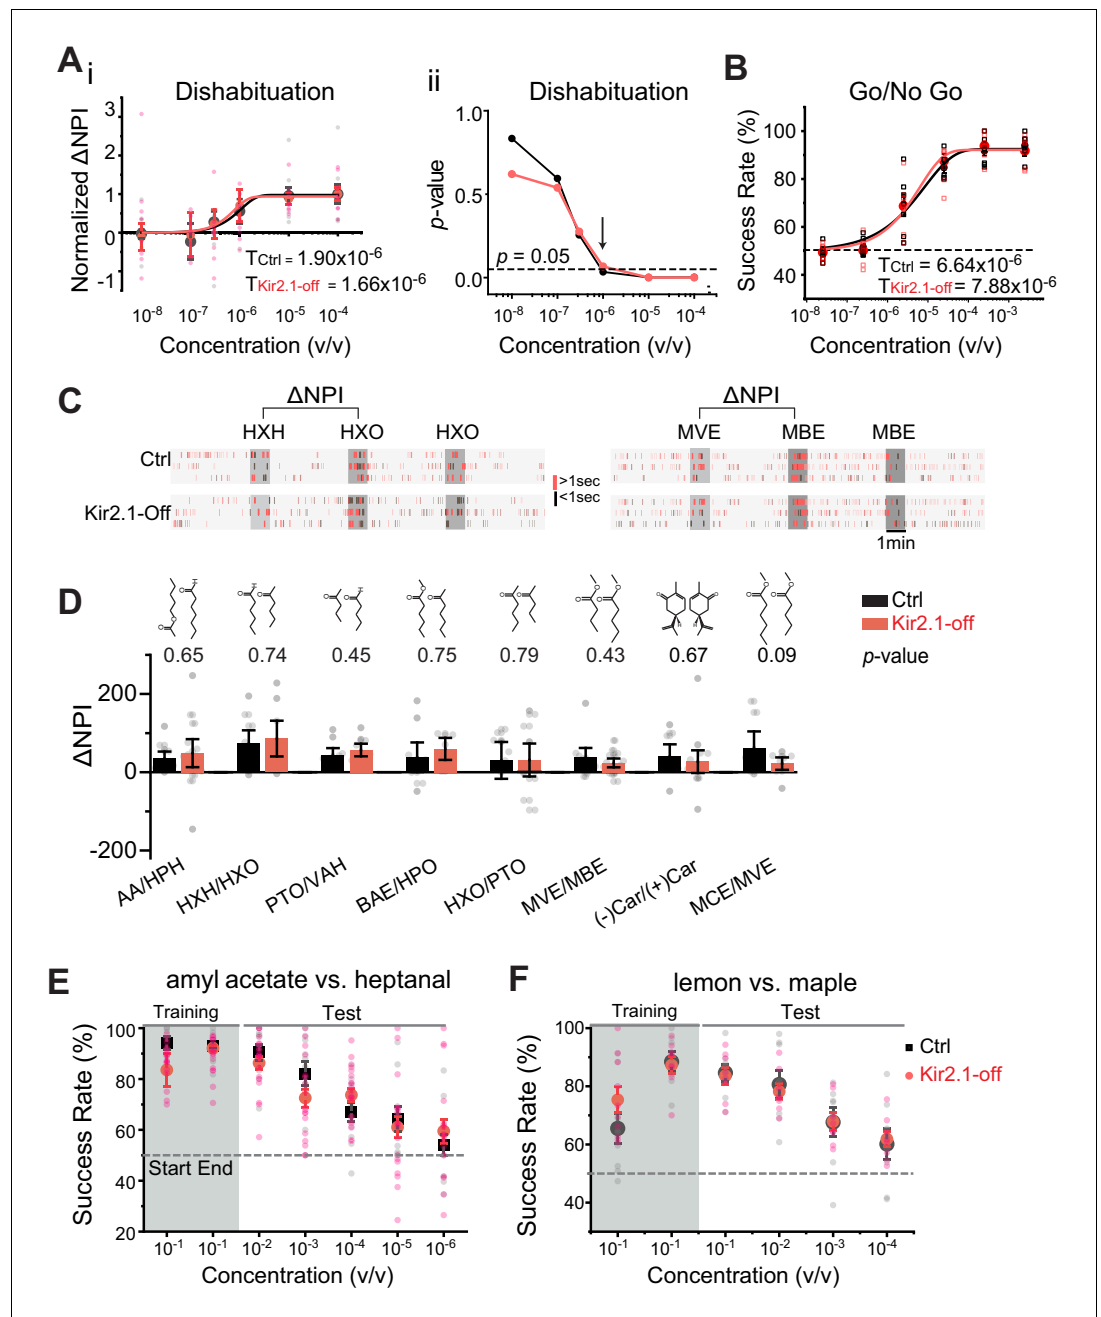 A
i
Dishabituation
Normalized ΔNPI
3
2
1
0
-1
TCtrl = 1.90x10-6
TKir2.1-off = 1.66x10-6
10-8 10-7 10-6 10-5 10-4
Concentration (v/v)
ii
Dishabituation
p-value
1.0
0.5
0.0
p = 0.05
10-8 10-7 10-6 10-5 10-4
Concentration (v/v)
B
Go/No Go
Success Rate (%)
100
80
60
40
TCtrl = 6.64x10-6
TKir2.1-off = 7.88x10-6
10-8 10-7 10-6 10-5 10-4 10-3
Concentration (v/v)
C
ΔNPI
HXH HXO HXO
Ctrl
Kir2.1-Off
>1sec
<1sec
ΔNPI
MVE MBE MBE
1min
D
Ctrl
Kir2.1-off
p-value
0.65 0.74 0.45 0.75 0.79 0.43 0.67 0.09
ΔNPI
200
0
-200
AA/HPH
HXH/HXO
PTO/VAH
BAE/HPO
HXO/PTO
MVE/MBE
(-)Car/(+)Car
MCE/MVE
E
amyl acetate vs. heptanal
Training Test
Success Rate (%)
100
80
60
40
20
Start End
10-1 10-1 10-2 10-3 10-4 10-5 10-6
Concentration (v/v)
F
lemon vs. maple
Training Test
Success Rate (%)
100
80
60
40
Ctrl
Kir2.1-off
10-1 10-1 10-1 10-2 10-3 10-4
Concentration (v/v)